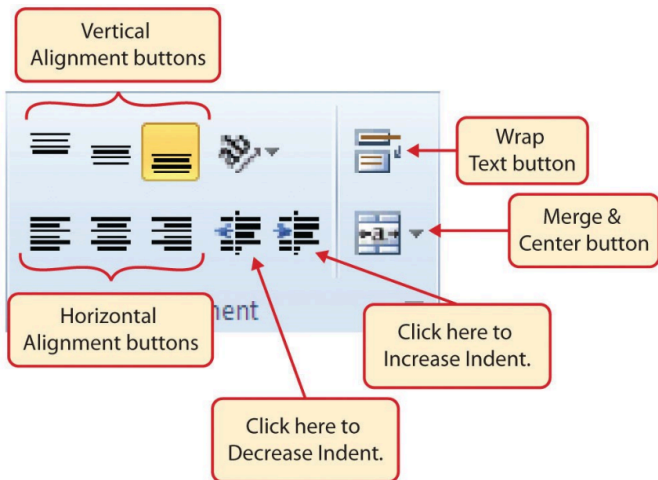 Vertical
Alignment buttons
Wrap
Text button
a
Merge &
Center button
Horizontal
Alignment buttons
Click here to
Increase Indent.
Click here to
Decrease Indent.